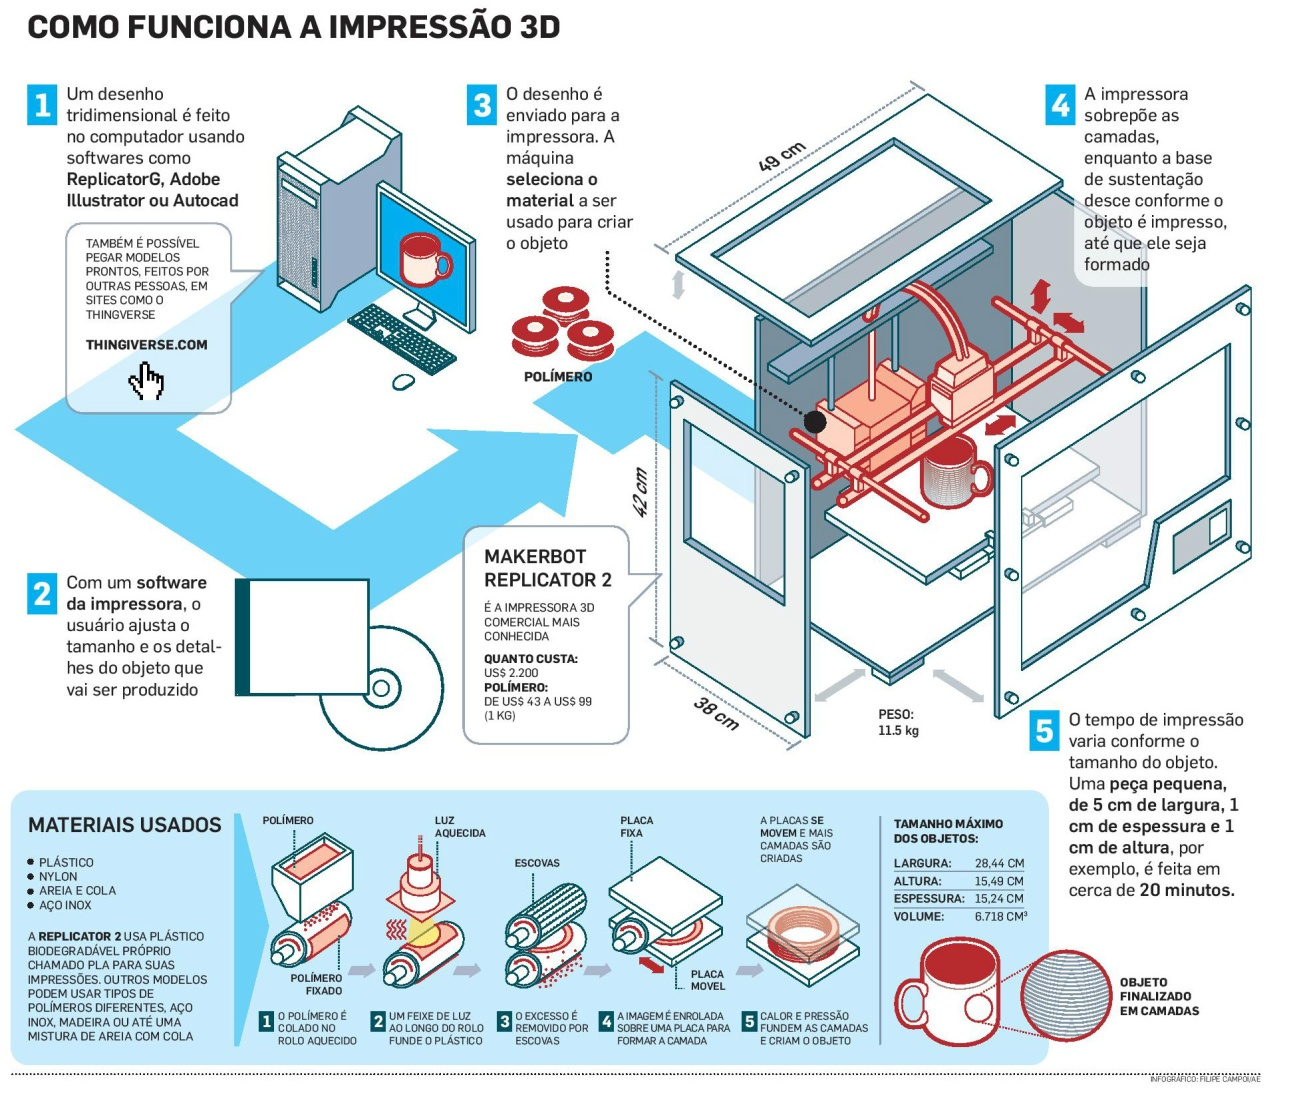 COMO FUNCIONA A IMPRESSÃO 3D
1
Um desenho
tridimensional é feito
no computador usando
softwares como
ReplicatorG, Adobe
Illustrator ou Autocad
TAMBÉM É POSSÍVEL
PEGAR MODELOS
PRONTOS, FEITOS POR
OUTRAS PESSOAS, EM
SITES COMO O
THINGVERSE
THINGIVERSE.COM
2
Com um software
da impressora, o
usuário ajusta o
tamanho e os detal-
hes do objeto que
vai ser produzido
3
O desenho é
enviado para a
impressora. A
máquina
seleciona o
material a ser
usado para criar
o objeto
POLÍMERO
MAKERBOT
REPLICATOR 2
É A IMPRESSORA 3D
COMERCIAL MAIS
CONHECIDA
QUANTO CUSTA:
US$ 2.200
POLÍMERO:
DE US$ 43 A US$ 99
(1 KG)
49 cm
42 cm
38 cm
PESO:
11.5 kg
4
A impressora
sobrepõe as
camadas,
enquanto a base
de sustentação
desce conforme o
objeto é impresso,
até que ele seja
formado
5
O tempo de impressão
varia conforme o
tamanho do objeto.
Uma peça pequena,
de 5 cm de largura, 1
cm de espessura e 1
cm de altura, por
exemplo, é feita em
cerca de 20 minutos.
MATERIAIS USADOS
PLÁSTICO
NYLON
AREIA E COLA
AÇO INOX
A REPLICATOR 2 USA PLÁSTICO
BIODEGRADÁVEL PRÓPRIO
CHAMADO PLA PARA SUAS
IMPRESSÕES. OUTROS MODELOS
PODEM USAR TIPOS DE
POLÍMEROS DIFERENTES, AÇO
INOX, MADEIRA OU ATÉ UMA
MISTURA DE AREIA COM COLA
POLÍMERO
POLÍMERO
FIXADO
1
O POLÍMERO É
COLADO NO
ROLO AQUECIDO
LUZ
AQUECIDA
2
UM FEIXE DE LUZ
AO LONGO DO ROLO
FUNDE O PLÁSTICO
ESCOVAS
3
O EXCESSO É
REMOVIDO POR
ESCOVAS
PLACA
FIXA
PLACA
MOVEL
4
A IMAGEM É ENROLADA
SOBRE UMA PLACA PARA
FORMAR A CAMADA
A PLACAS SE
MOVEM E MAIS
CAMADAS SÃO
CRIADAS
5
CALOR E PRESSÃO
FUNDEM AS CAMADAS
E CRIAM O OBJETO
TAMANHO MÁXIMO
DOS OBJETOS:
LARGURA: 28,44 CM
ALTURA: 15,49 CM
ESPESSURA: 15,24 CM
VOLUME: 6.718 CM³
OBJETO
FINALIZADO
EM CAMADAS
INFOGRÁFICO: FILIPE CAMPOI/AE